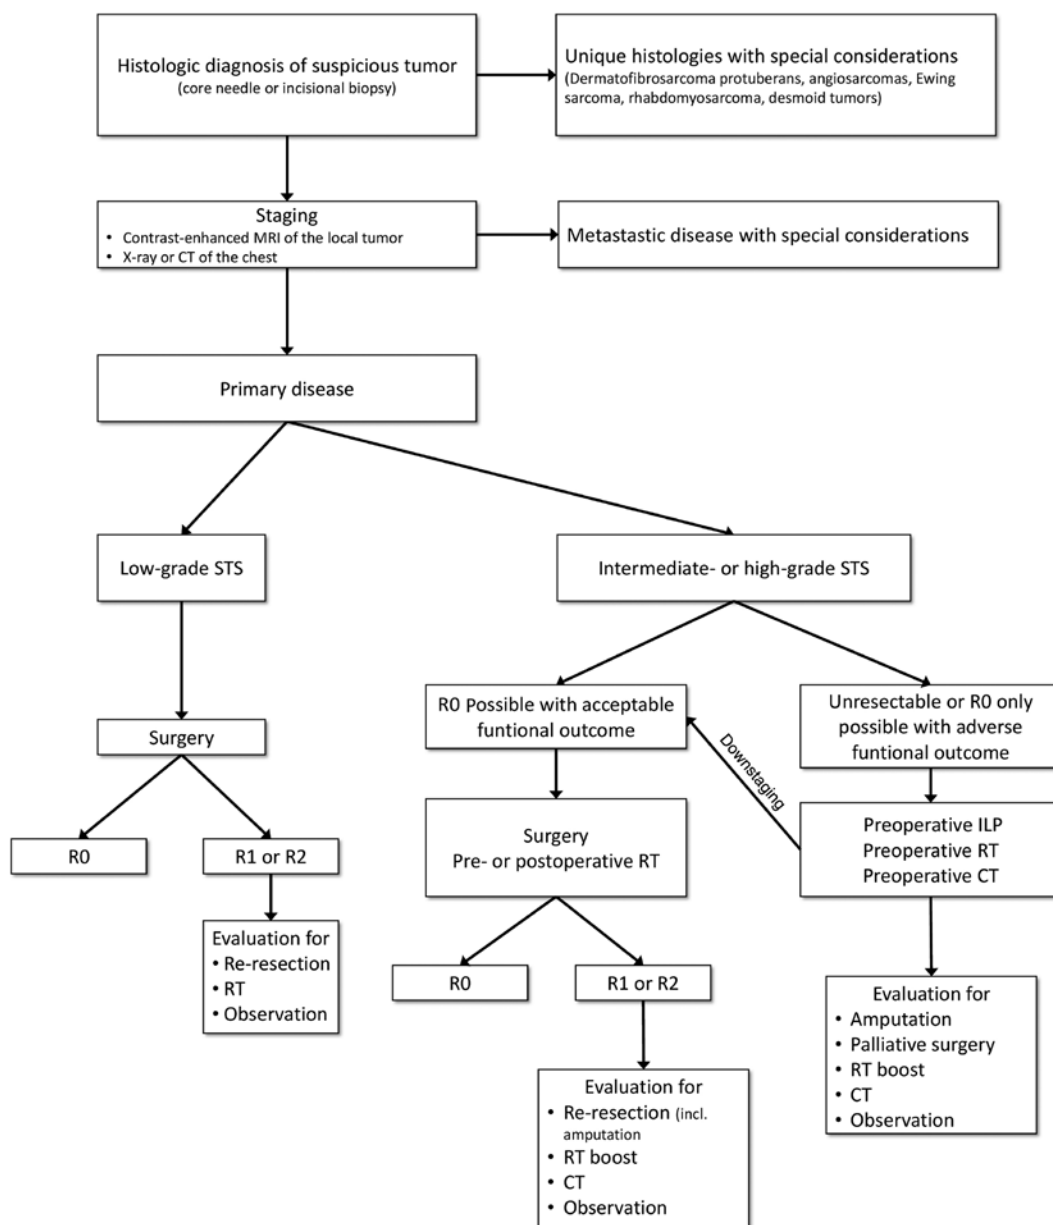 Histologic diagnosis of suspicious tumor
(core needle or incisional biopsy)
Unique histologies with special considerations
(Dermatofibrosarcoma protuberans, angiosarcomas, Ewing
sarcoma, rhabdomyosarcoma, desmoid tumors)
Staging
• Contrast-enhanced MRI of the local tumor
• X-ray or CT of the chest
Metastastic disease with special considerations
Primary disease
Low-grade STS
Intermediate- or high-grade STS
Surgery
R0
R1 or R2
Evaluation for
• Re-resection
• RT
• Observation
R0 Possible with acceptable
funtional outcome
Unresectable or R0 only
possible with adverse
funtional outcome
Downstaging
Surgery
Pre- or postoperative RT
Preoperative ILP
Preoperative RT
Preoperative CT
R0
R1 or R2
Evaluation for
• Re-resection (incl.
amputation
• RT boost
• CT
• Observation
Evaluation for
• Amputation
• Palliative surgery
• RT boost
• CT
• Observation